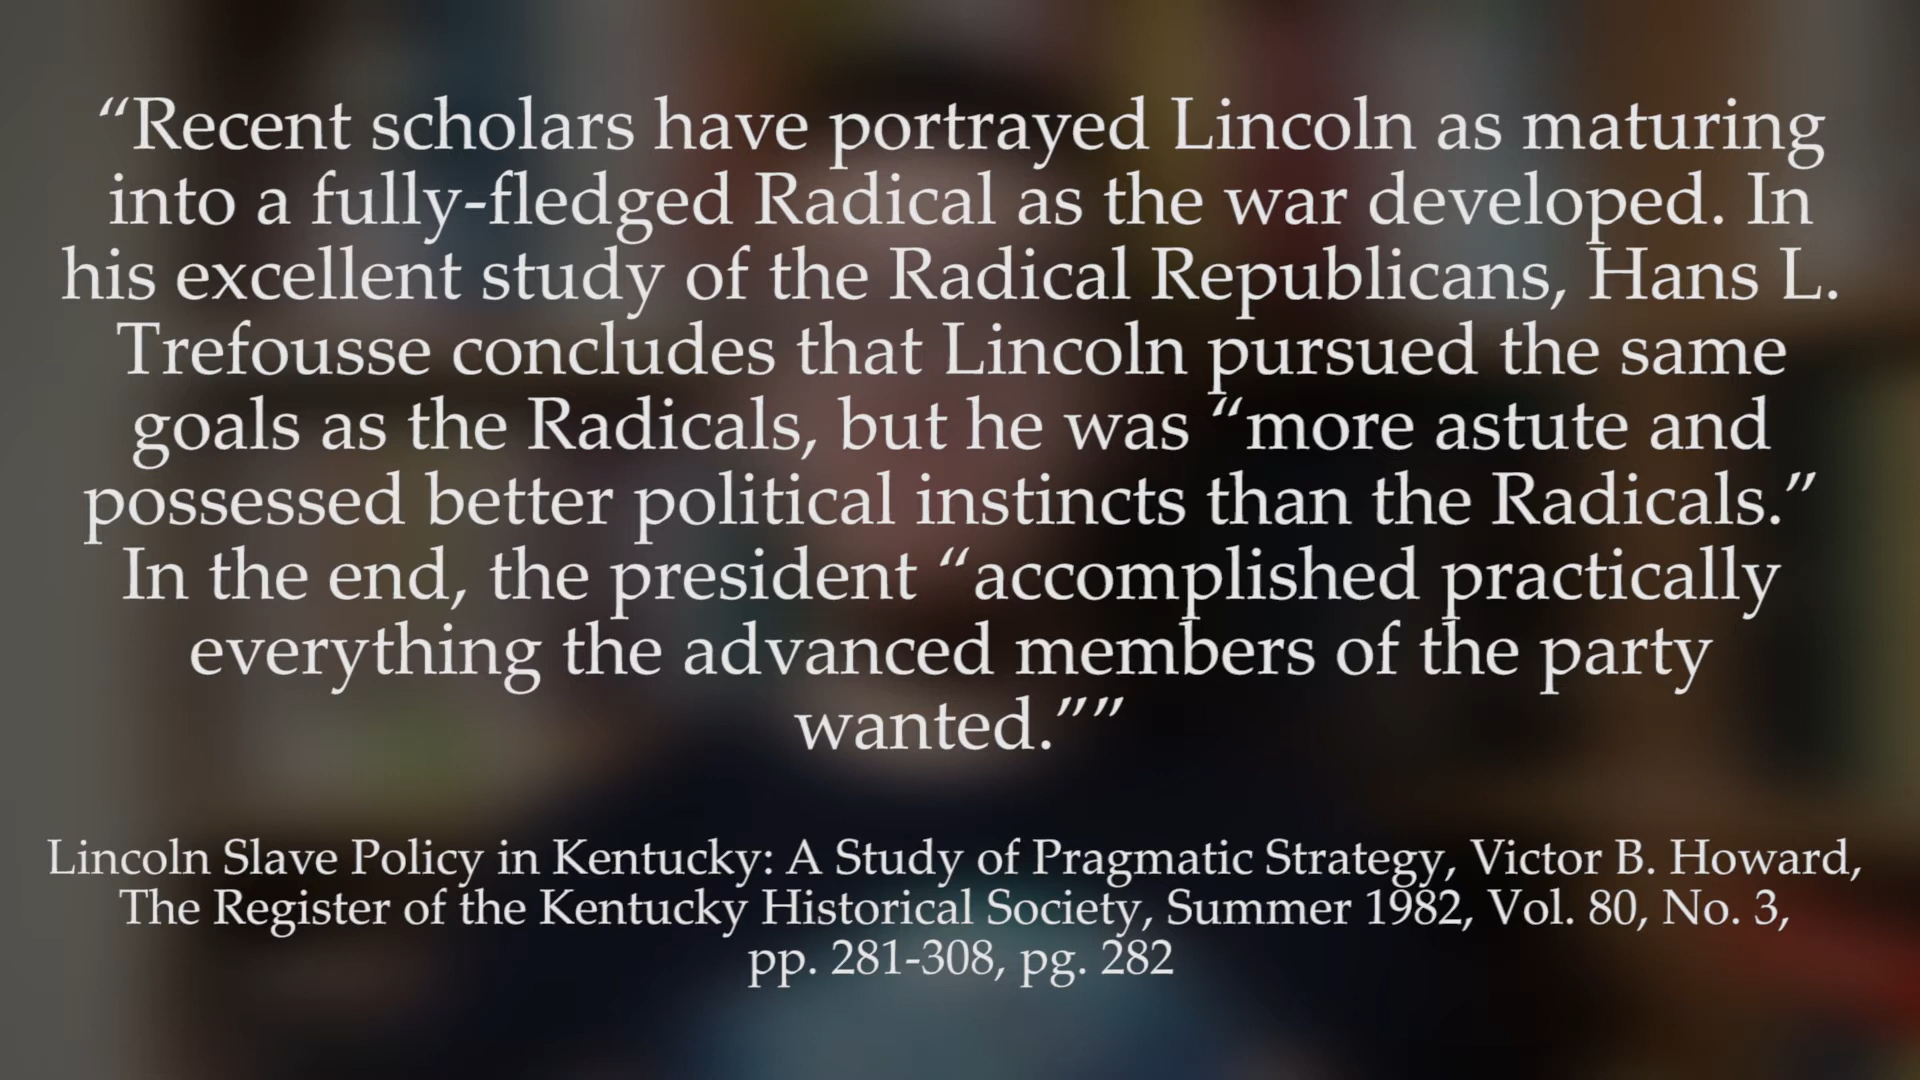 “Recent scholars have portrayed Lincoln as maturing
into a fully-fledged Radical as the war developed. In
his excellent study of the Radical Republicans, Hans L.
Trefousse concludes that Lincoln pursued the same
goals as the Radicals, but he was “more astute and
possessed better political instincts than the Radicals.”
In the end, the president “accomplished practically
everything the advanced members of the party
wanted.””
Lincoln Slave Policy in Kentucky: A Study of Pragmatic Strategy, Victor B. Howard,
The Register of the Kentucky Historical Society, Summer 1982, Vol. 80, No. 3,
pp. 281-308, pg. 282